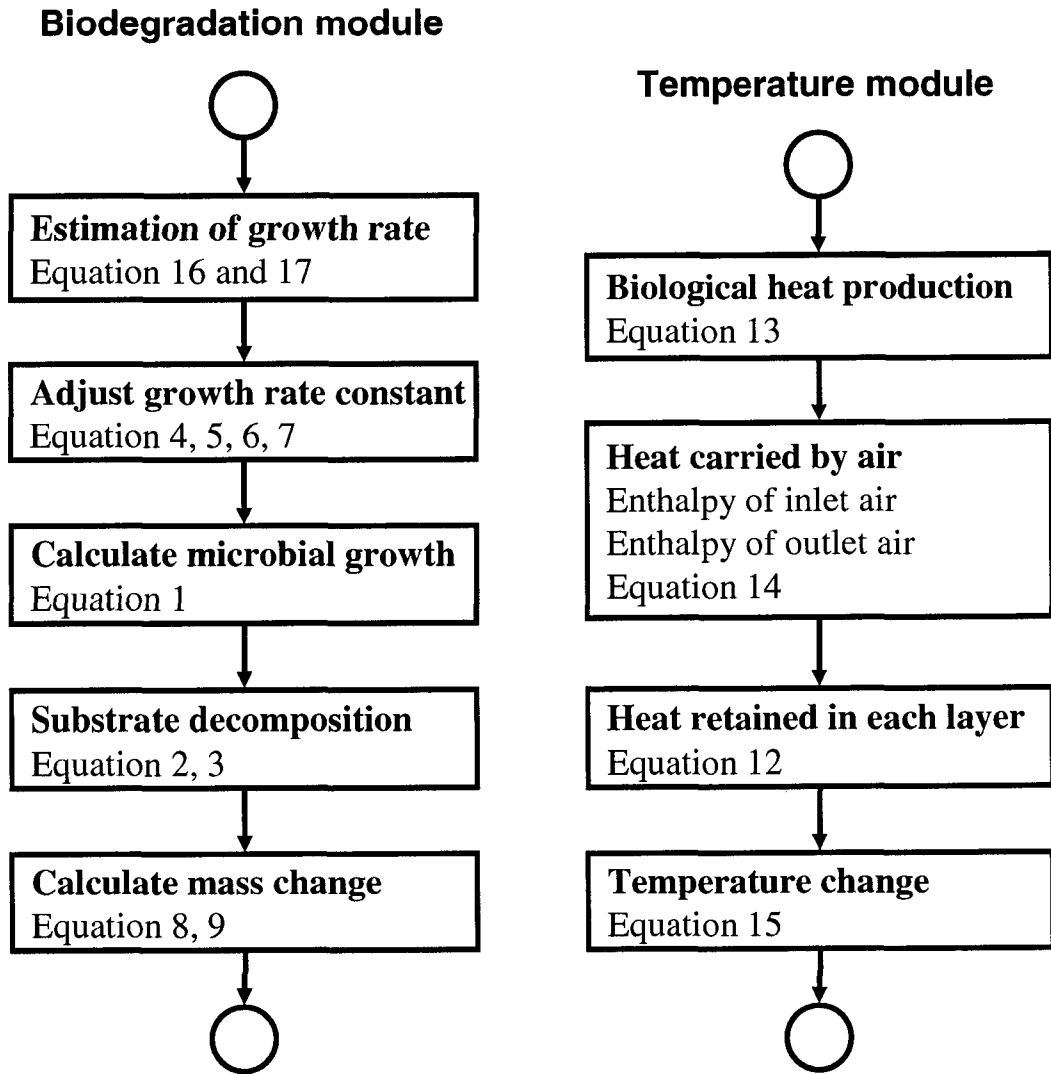 Biodegradation module
Estimation of growth rate
Equation 16 and 17
Adjust growth rate constant
Equation 4, 5, 6, 7
Calculate microbial growth
Equation 1
Substrate decomposition
Equation 2, 3
Calculate mass change
Equation 8, 9
Temperature module
Biological heat production
Equation 13
Heat carried by air
Enthalpy of inlet air
Enthalpy of outlet air
Equation 14
Heat retained in each layer
Equation 12
Temperature change
Equation 15